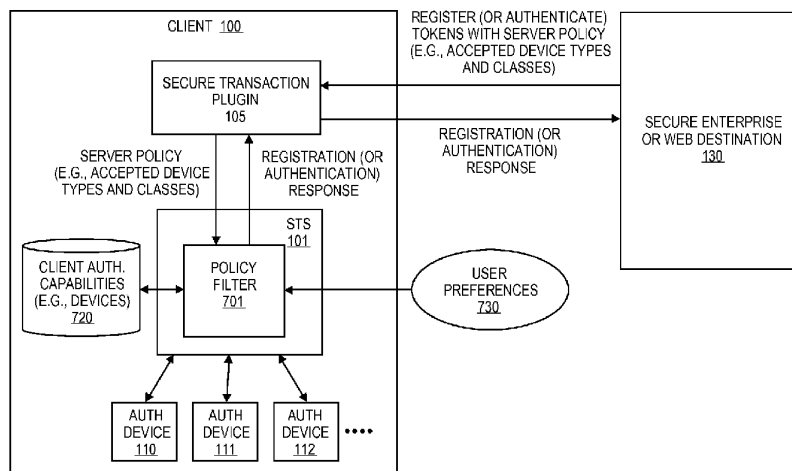 CLIENT 100
REGISTER (OR AUTHENTICATE)
TOKENS WITH SERVER POLICY
(E.G., ACCEPTED DEVICE TYPES
AND CLASSES)
SECURE TRANSACTION
PLUGIN
105
SECURE ENTERPRISE
OR WEB DESTINATION
130
REGISTRATION (OR
AUTHENTICATION)
RESPONSE
SERVER POLICY
(E.G., ACCEPTED DEVICE
TYPES AND CLASSES)
REGISTRATION (OR
AUTHENTICATION)
RESPONSE
STS
101
CLIENT AUTH.
CAPABILITIES
(E.G., DEVICES)
720
POLICY
FILTER
701
USER
PREFERENCES
730
AUTH
DEVICE
110
AUTH
DEVICE
111
AUTH
DEVICE
112